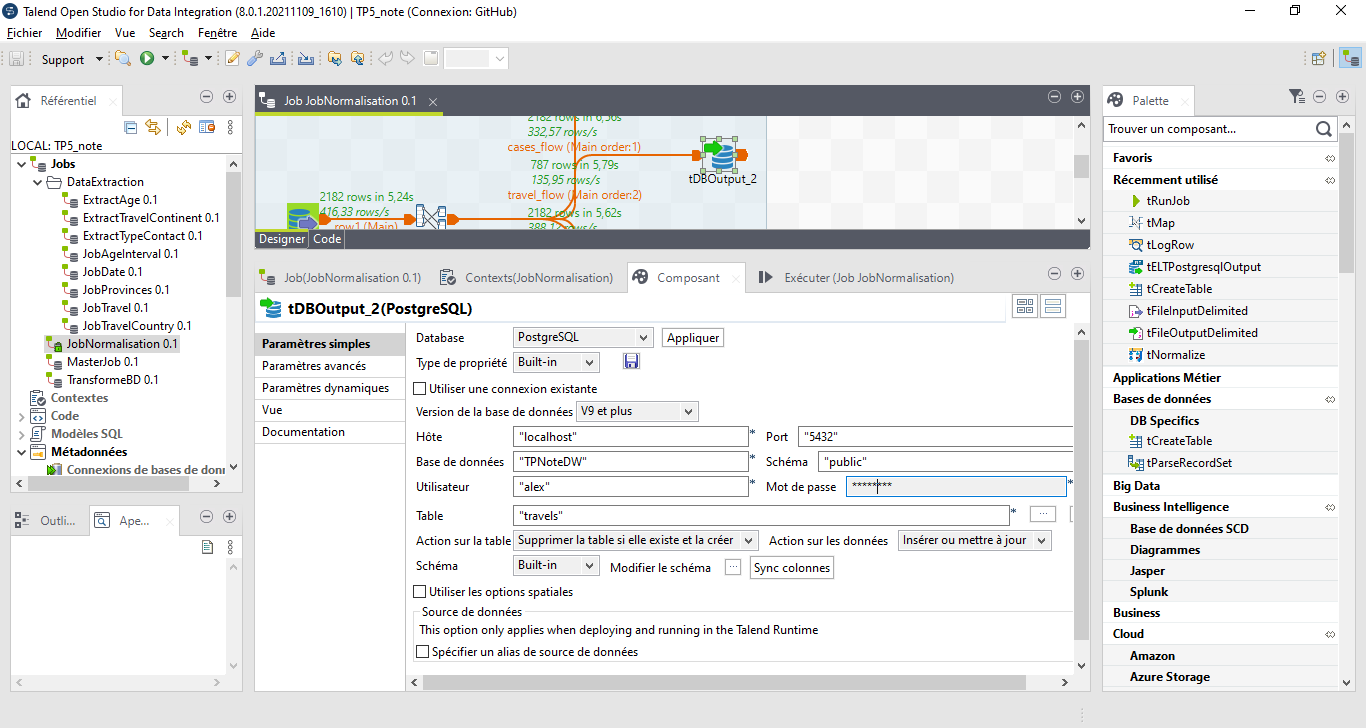 Talend Open Studio for Data Integration (8.0.1.20211109_1610) | TP5_note (Connexion: GitHub)
Fichier Modifier Vue Search Fenêtre Aide
Support
Référentiel
LOCAL: TP5_note
Jobs
DataExtraction
ExtractAge 0.1
ExtractTravelContinent 0.1
ExtractTypeContact 0.1
JobAgeInterval 0.1
JobDate 0.1
JobProvinces 0.1
JobTravel 0.1
JobTravelCountry 0.1
JobNormalisation 0.1
MasterJob 0.1
TransformeBD 0.1
Contextes
Code
Modèles SQL
Métadonnées
Connexions de bases de donn
Outli...
Ape...
Job JobNormalisation 0.1
2182 rows in 6,56s
332,57 rows/s
cases_flow (Main order:1)
787 rows in 5,79s
135,95 rows/s
travel_flow (Main order:2)
2182 rows in 5,62s
388,12 rows/s
2182 rows in 5,24s
416,33 rows/s
row1 (Main)
tDBOutput_2
Designer Code
Job(JobNormalisation 0.1)
Contexts(JobNormalisation)
Composant
Exécuter (Job JobNormalisation)
tDBOutput_2(PostgreSQL)
Paramètres simples
Paramètres avancés
Paramètres dynamiques
Vue
Documentation
Database PostgreSQL Appliquer
Type de propriété Built-in
Utiliser une connexion existante
Version de la base de données V9 et plus
Hôte "localhost" * Port "5432"
Base de données "TPNoteDW" * Schéma "public"
Utilisateur "alex" * Mot de passe ******** *
Table "travels" * ...
Action sur la table Supprimer la table si elle existe et la créer Action sur les données Insérer ou mettre à jour
Schéma Built-in Modifier le schéma ... Sync colonnes
Utiliser les options spatiales
Source de données
This option only applies when deploying and running in the Talend Runtime
Spécifier un alias de source de données
Palette
Trouver un composant...
Favoris
Récemment utilisé
tRunJob
tMap
tLogRow
tELTPostgresqlOutput
tCreateTable
tFileInputDelimited
tFileOutputDelimited
tNormalize
Applications Métier
Bases de données
DB Specifics
tCreateTable
tParseRecordSet
Big Data
Business Intelligence
Base de données SCD
Diagrammes
Jasper
Splunk
Business
Cloud
Amazon
Azure Storage